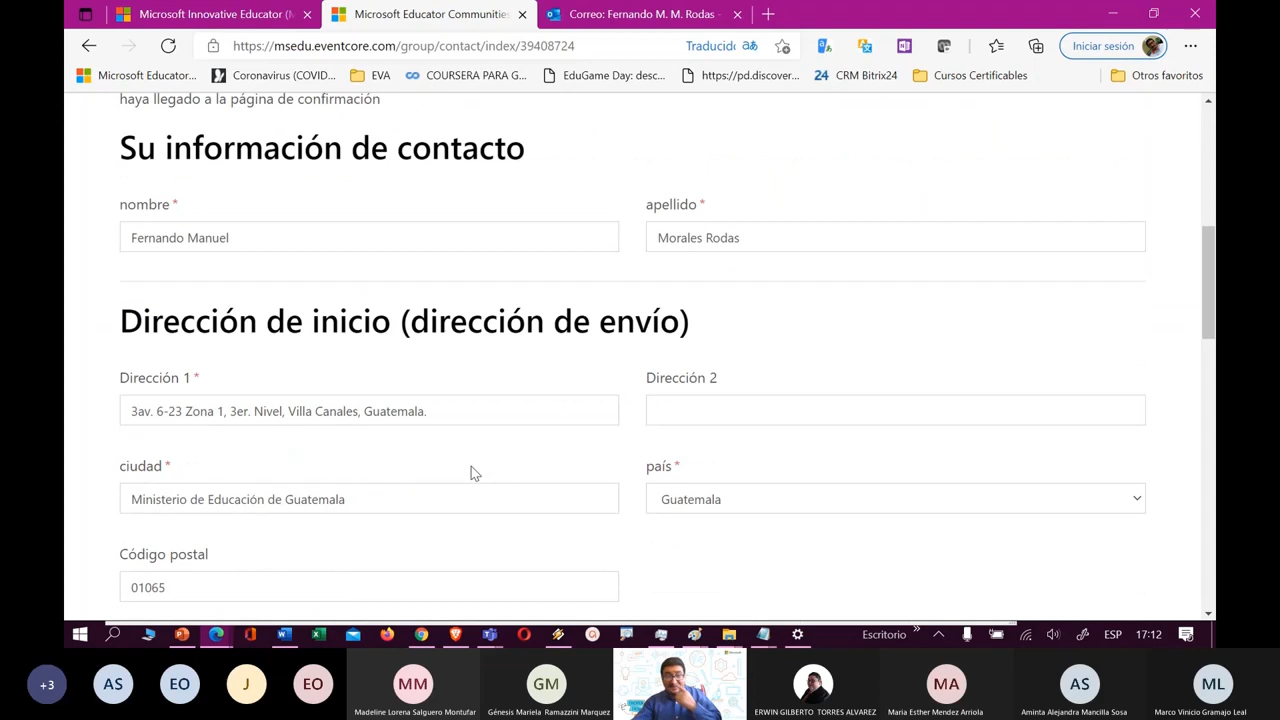 Microsoft Innovative Educator (M
Microsoft Educator Communities
Correo: Fernando M. M. Rodas -
https://msedu.eventcore.com/group/contact/index/39408724
Traducido
Iniciar sesión
Microsoft Educator...
Coronavirus (COVID...
EVA
COURSERA PARA G...
EduGame Day: desc...
https://pd.discover...
24
CRM Bitrix24
Cursos Certificables
Otros favoritos
haya llegado a la página de confirmación
Su información de contacto
nombre *
apellido *
Fernando Manuel
Morales Rodas
Dirección de inicio (dirección de envío)
Dirección 1 *
Dirección 2
3av. 6-23 Zona 1, 3er. Nivel, Villa Canales, Guatemala.
ciudad *
país *
Ministerio de Educación de Guatemala
Guatemala
Código postal
01065
Escritorio
ESP
17:12
+3
AS
EO
J
EO
MM
GM
MA
AS
ML
Madeline Lorena Salguero Montufar
Génesis Mariela Ramazzini Marquez
ERWIN GILBERTO TORRES ALVAREZ
Maria Esther Mendez Arriola
Aminta Alejandra Mancilla Sosa
Marco Vinicio Gramajo Leal